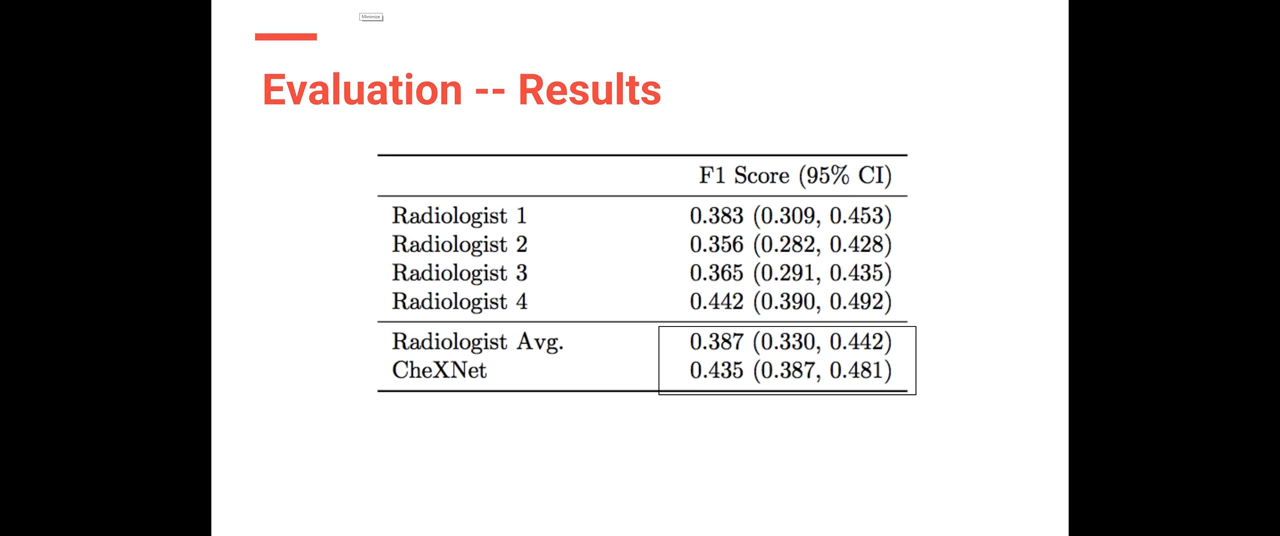 Minimize
Evaluation -- Results
F1 Score (95% CI)
Radiologist 1 0.383 (0.309, 0.453)
Radiologist 2 0.356 (0.282, 0.428)
Radiologist 3 0.365 (0.291, 0.435)
Radiologist 4 0.442 (0.390, 0.492)
Radiologist Avg. 0.387 (0.330, 0.442)
CheXNet 0.435 (0.387, 0.481)